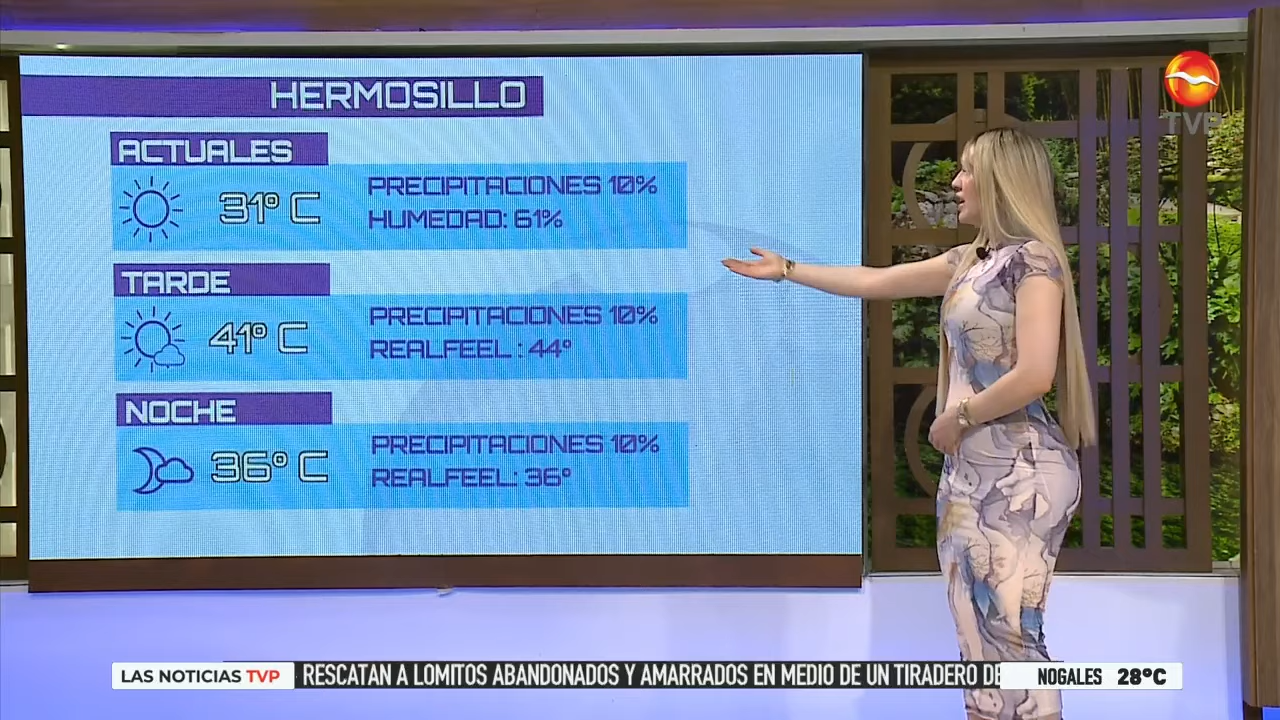 HERMOSILLO
ACTUALES
31° C
PRECIPITACIONES 10%
HUMEDAD: 61%
TARDE
41° C
PRECIPITACIONES 10%
REALFEEL : 44°
NOCHE
36° C
PRECIPITACIONES 10%
REALFEEL: 36°
TVP
LAS NOTICIAS TVP
RESCATAN A LOMITOS ABANDONADOS Y AMARRADOS EN MEDIO DE UN TIRADERO DE
NOGALES 28°C